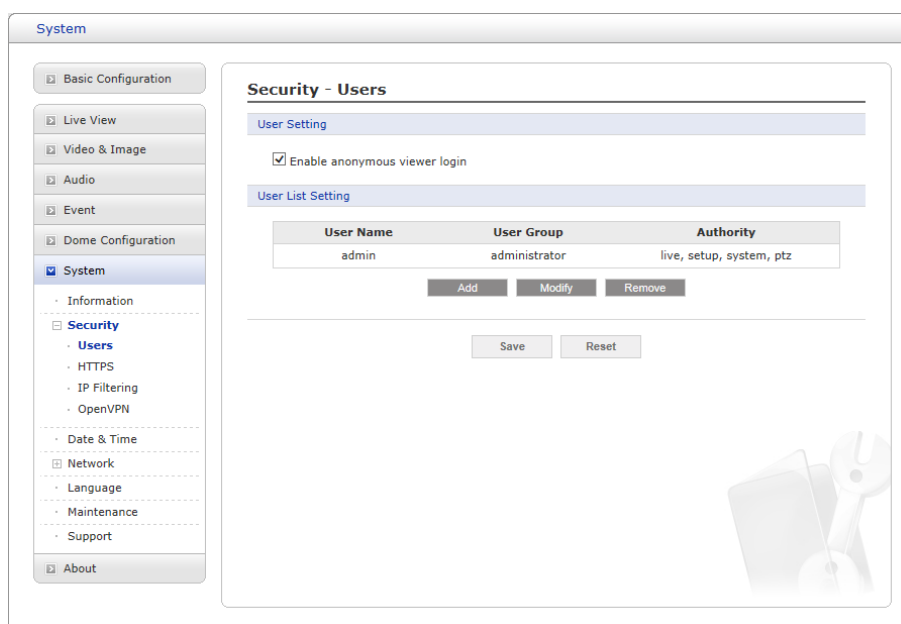 System
Basic Configuration
Live View
Video & Image
Audio
Event
Dome Configuration
System
Information
Security
Users
HTTPS
IP Filtering
OpenVPN
Date & Time
Network
Language
Maintenance
Support
About
Security - Users
User Setting
Enable anonymous viewer login
User List Setting
User Name User Group Authority
admin administrator live, setup, system, ptz
Add Modify Remove
Save Reset